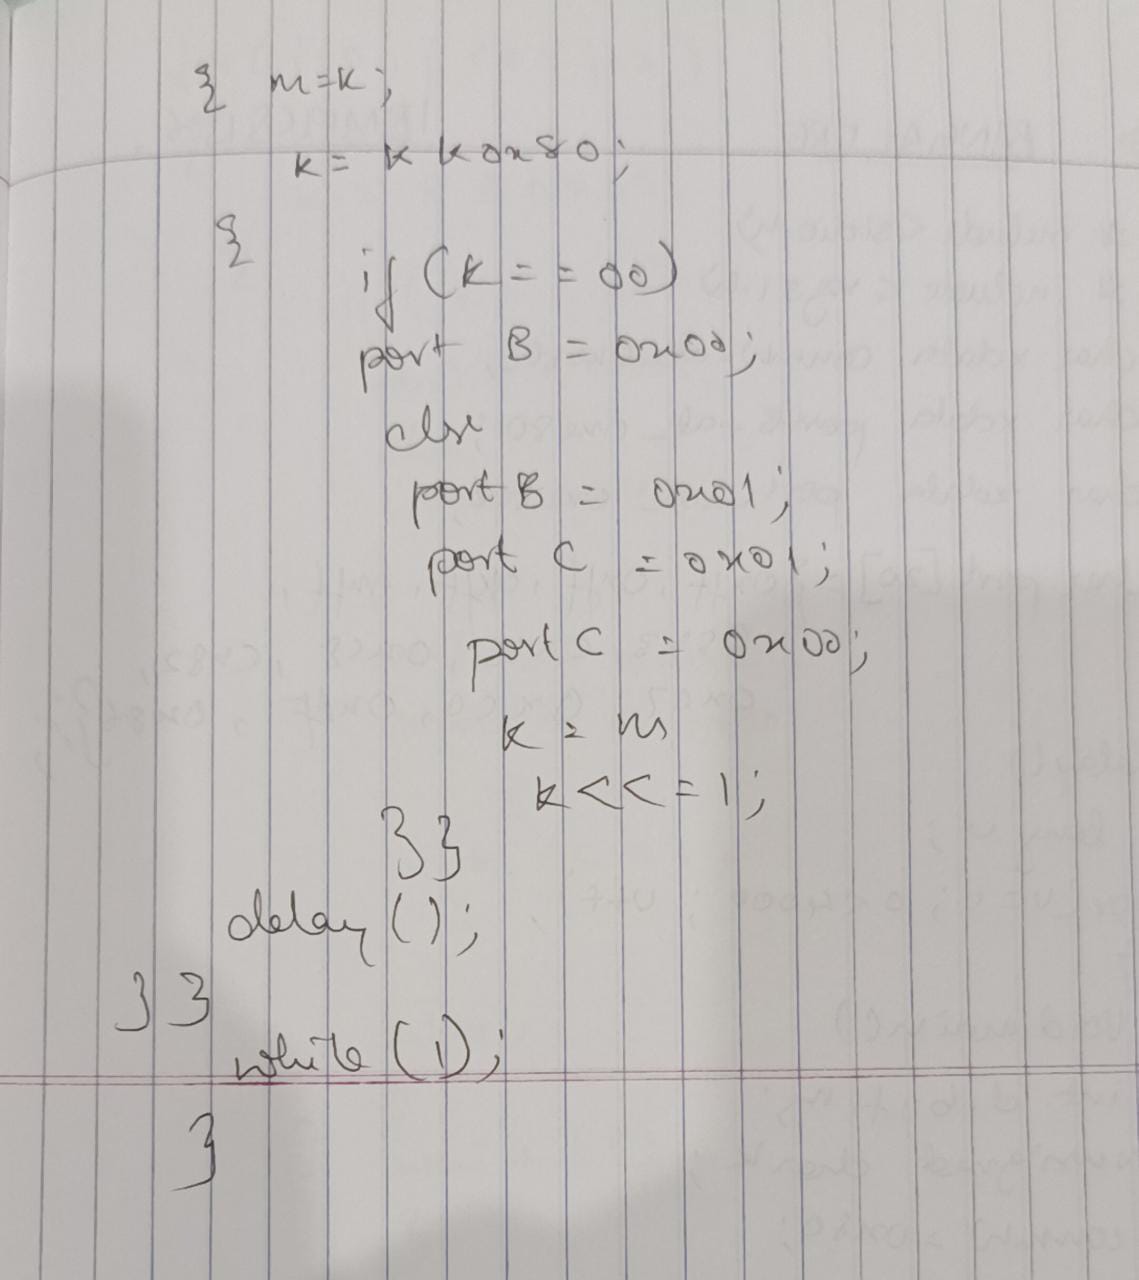 { m=k;
k = k k 0x80;
{
if (k = = 00)
port B = 0x00;
else
port B = 0x01;
port C = 0x01;
port C = 0x00;
k = m
k << = 1;
}}
delay ();
}}
while (1);
}